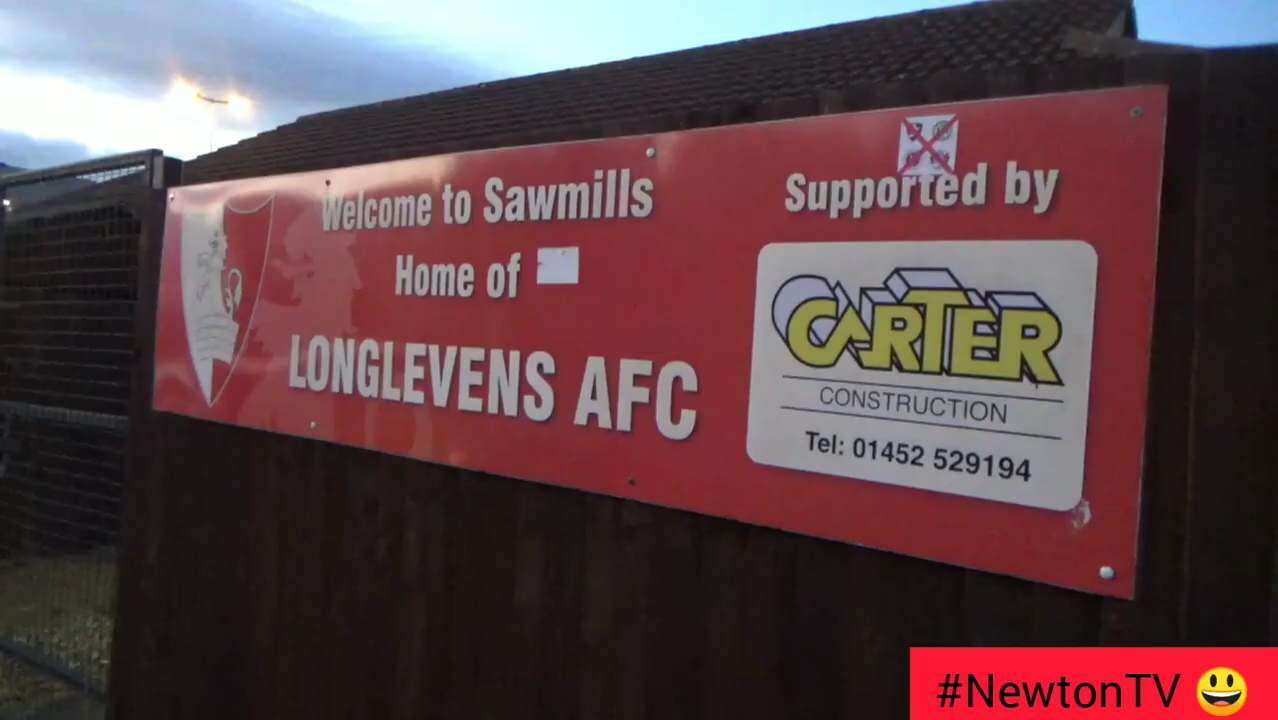 Welcome to Sawmills
Home of
LONGLEVENS AFC
Supported by
CARTER
CONSTRUCTION
Tel: 01452 529194
#NewtonTV 😃